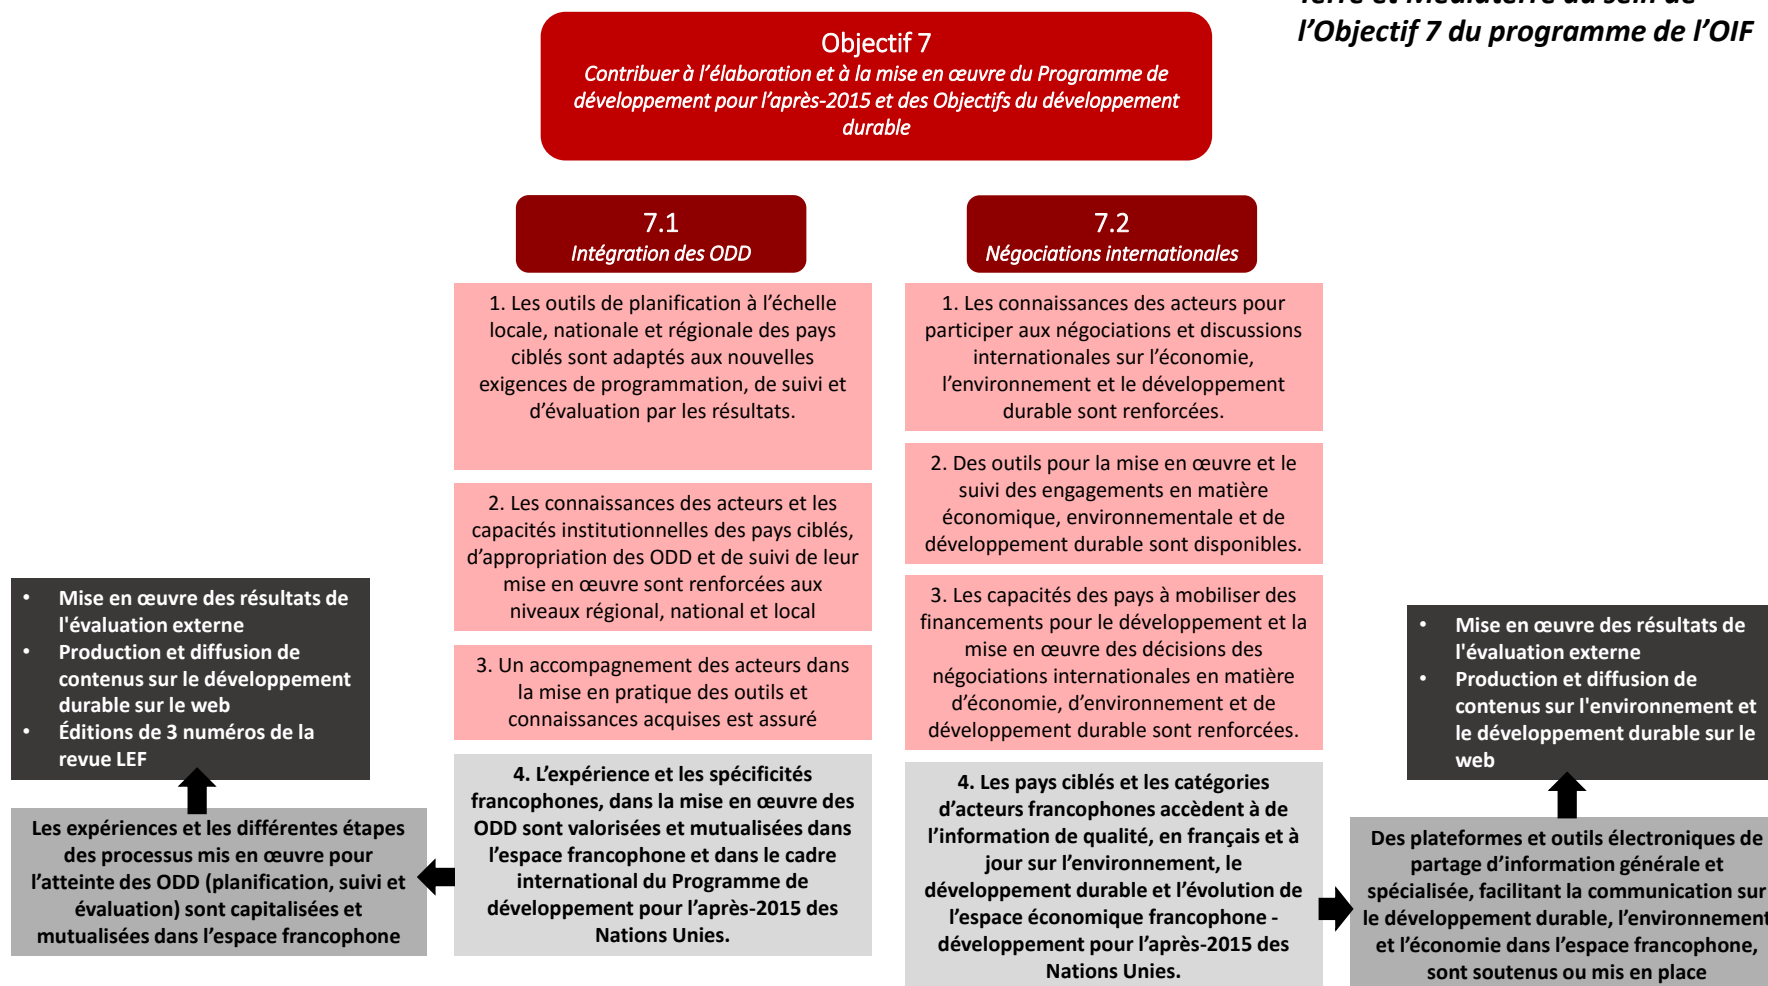 Terre et Médiaterre au sein de
l’Objectif 7 du programme de l’OIF
Objectif 7
Contribuer à l’élaboration et à la mise en œuvre du Programme de
développement pour l’après-2015 et des Objectifs du développement
durable
7.1
Intégration des ODD
1. Les outils de planification à l’échelle
locale, nationale et régionale des pays
ciblés sont adaptés aux nouvelles
exigences de programmation, de suivi et
d’évaluation par les résultats.
2. Les connaissances des acteurs et les
capacités institutionnelles des pays ciblés,
d’appropriation des ODD et de suivi de leur
mise en œuvre sont renforcées aux
niveaux régional, national et local
3. Un accompagnement des acteurs dans
la mise en pratique des outils et
connaissances acquises est assuré
4. L’expérience et les spécificités
francophones, dans la mise en œuvre des
ODD sont valorisées et mutualisées dans
l’espace francophone et dans le cadre
international du Programme de
développement pour l’après-2015 des
Nations Unies.
Les expériences et les différentes étapes
des processus mis en œuvre pour
l’atteinte des ODD (planification, suivi et
évaluation) sont capitalisées et
mutualisées dans l’espace francophone
• Mise en œuvre des résultats de
l'évaluation externe
• Production et diffusion de
contenus sur le développement
durable sur le web
• Éditions de 3 numéros de la
revue LEF
7.2
Négociations internationales
1. Les connaissances des acteurs pour
participer aux négociations et discussions
internationales sur l’économie,
l’environnement et le développement
durable sont renforcées.
2. Des outils pour la mise en œuvre et le
suivi des engagements en matière
économique, environnementale et de
développement durable sont disponibles.
3. Les capacités des pays à mobiliser des
financements pour le développement et la
mise en œuvre des décisions des
négociations internationales en matière
d’économie, d’environnement et de
développement durable sont renforcées.
4. Les pays ciblés et les catégories
d’acteurs francophones accèdent à de
l’information de qualité, en français et à
jour sur l’environnement, le
développement durable et l’évolution de
l’espace économique francophone -
développement pour l’après-2015 des
Nations Unies.
Des plateformes et outils électroniques de
partage d’information générale et
spécialisée, facilitant la communication sur
le développement durable, l’environnement
et l’économie dans l’espace francophone,
sont soutenus ou mis en place
• Mise en œuvre des résultats de
l'évaluation externe
• Production et diffusion de
contenus sur l'environnement et
le développement durable sur le
web